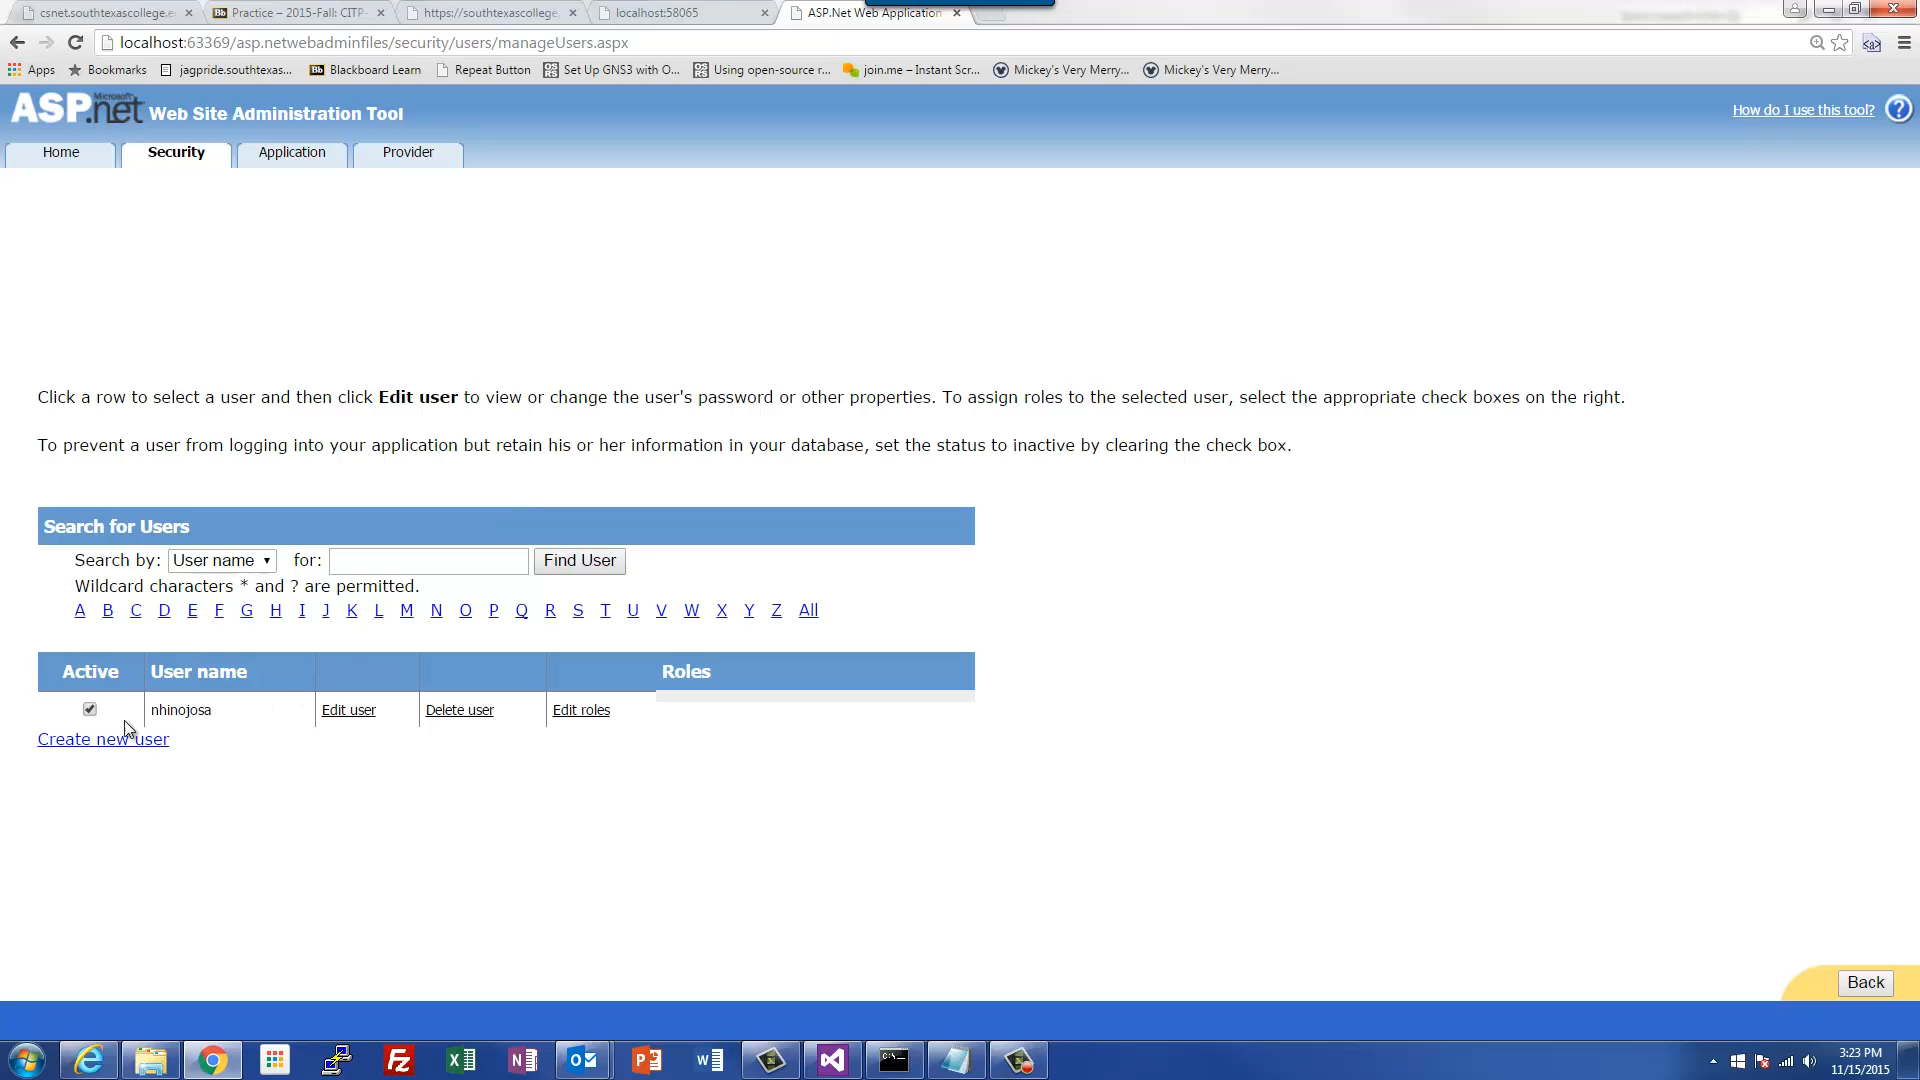 csnet.southtexascollege.e
Practice – 2015-Fall: CITP-
https://southtexascollege.
localhost:58065
ASP.Net Web Application
localhost:63369/asp.netwebadminfiles/security/users/manageUsers.aspx
Apps
Bookmarks
jagpride.southtexas...
Bb
Blackboard Learn
Repeat Button
Set Up GNS3 with O...
Using open-source r...
join.me – Instant Scr...
Mickey's Very Merry...
Mickey's Very Merry...
Microsoft
ASP.net Web Site Administration Tool
How do I use this tool? ?
Home
Security
Application
Provider
Click a row to select a user and then click Edit user to view or change the user's password or other properties. To assign roles to the selected user, select the appropriate check boxes on the right.
To prevent a user from logging into your application but retain his or her information in your database, set the status to inactive by clearing the check box.
Search for Users
Search by: User name for: Find User
Wildcard characters * and ? are permitted.
A B C D E F G H I J K L M N O P Q R S T U V W X Y Z All
Active User name Roles
nhinojosa Edit user Delete user Edit roles
Create new user
Back
3:23 PM
11/15/2015